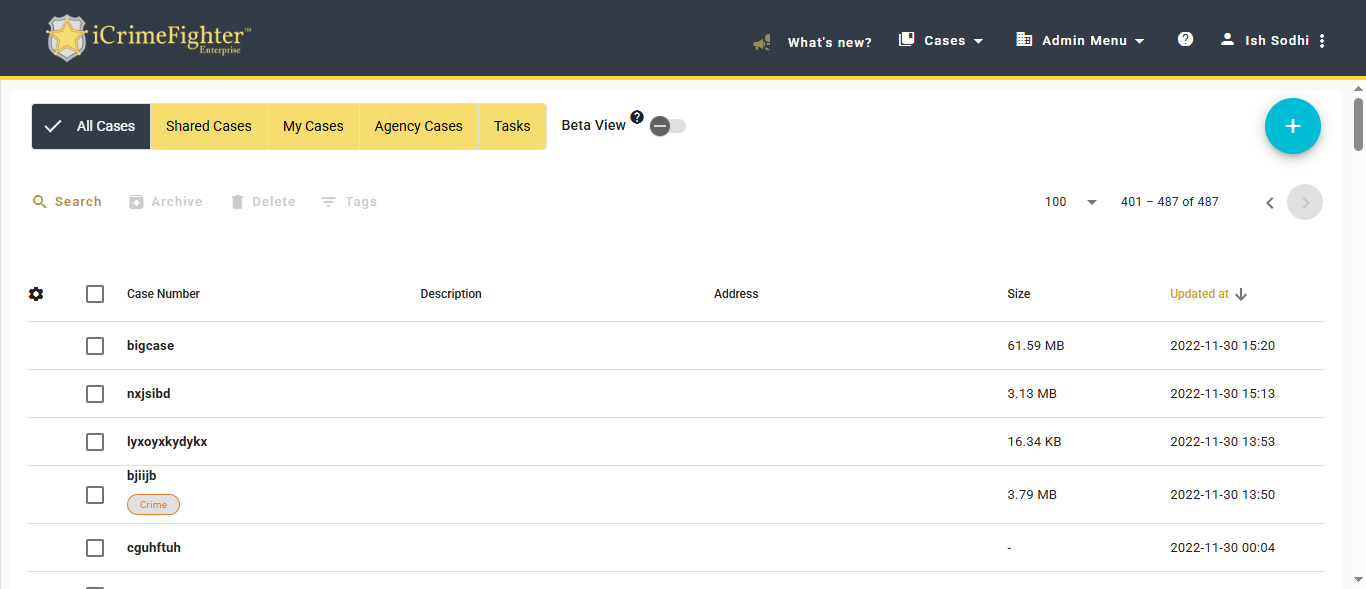 iCrimeFighter™
Enterprise
What's new?
Cases
Admin Menu
Ish Sodhi
All Cases
Shared Cases
My Cases
Agency Cases
Tasks
Beta View
Search
Archive
Delete
Tags
100
401 – 487 of 487
Case Number Description Address Size Updated at
bigcase 61.59 MB 2022-11-30 15:20
nxjsibd 3.13 MB 2022-11-30 15:13
lyxoyxkydykx 16.34 KB 2022-11-30 13:53
bjiijb
Crime
3.79 MB 2022-11-30 13:50
cguhftuh - 2022-11-30 00:04